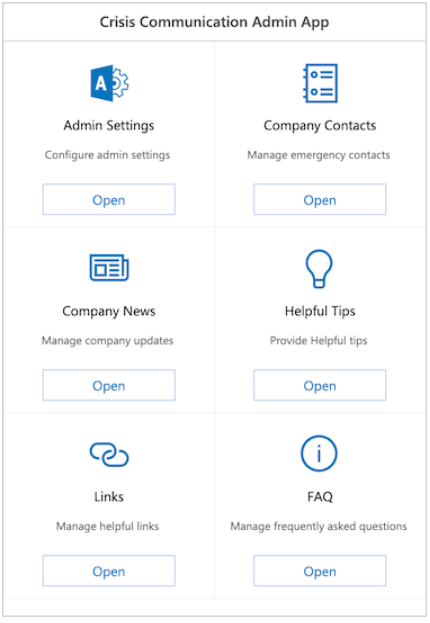 Crisis Communication Admin App
A
Admin Settings
Configure admin settings
Open
Company Contacts
Manage emergency contacts
Open
Company News
Manage company updates
Open
Helpful Tips
Provide Helpful tips
Open
Links
Manage helpful links
Open
i
FAQ
Manage frequently asked questions
Open